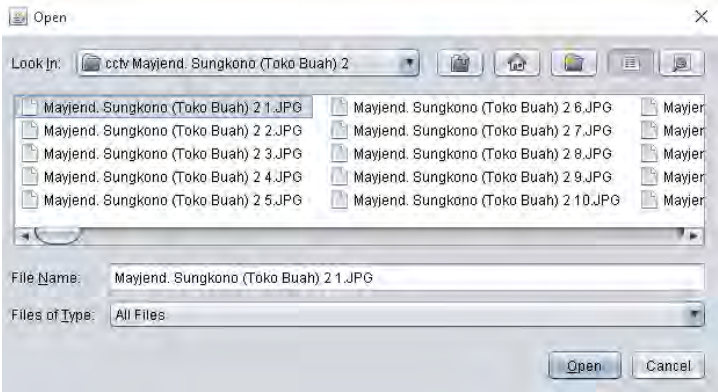 Open
Look In: cctv Mayjend. Sungkono (Toko Buah) 2
Mayjend. Sungkono (Toko Buah) 2 1.JPG
Mayjend. Sungkono (Toko Buah) 2 2.JPG
Mayjend. Sungkono (Toko Buah) 2 3.JPG
Mayjend. Sungkono (Toko Buah) 2 4.JPG
Mayjend. Sungkono (Toko Buah) 2 5.JPG
Mayjend. Sungkono (Toko Buah) 2 6.JPG
Mayjend. Sungkono (Toko Buah) 2 7.JPG
Mayjend. Sungkono (Toko Buah) 2 8.JPG
Mayjend. Sungkono (Toko Buah) 2 9.JPG
Mayjend. Sungkono (Toko Buah) 2 10.JPG
Mayjer
Mayjer
Mayjer
Mayjer
Mayjer
File Name: Mayjend. Sungkono (Toko Buah) 2 1.JPG
Files of Type: All Files
Open Cancel